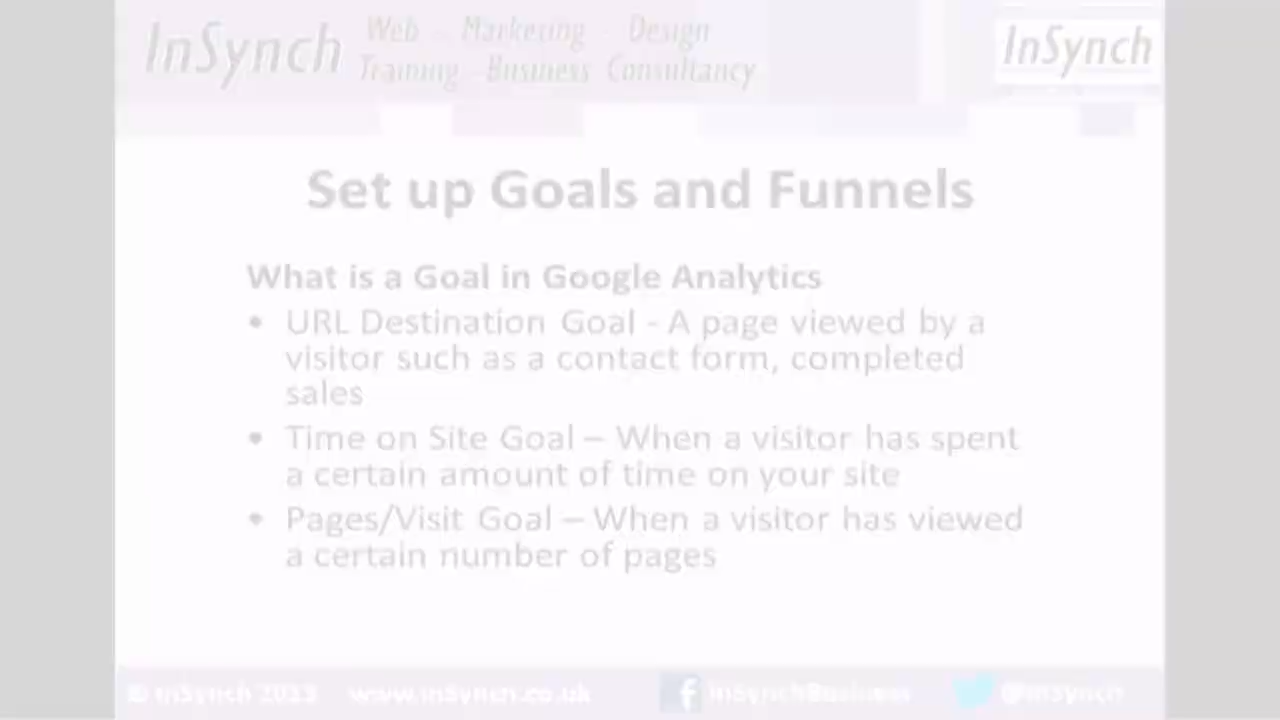 InSynch
Web - Marketing - Design
Training - Business Consultancy
InSynch
Set up Goals and Funnels
What is a Goal in Google Analytics
• URL Destination Goal - A page viewed by a
visitor such as a contact form, completed
sales
• Time on Site Goal – When a visitor has spent
a certain amount of time on your site
• Pages/Visit Goal – When a visitor has viewed
a certain number of pages
© InSynch 2013 www.insynch.co.uk InSynchBusiness @InSynch